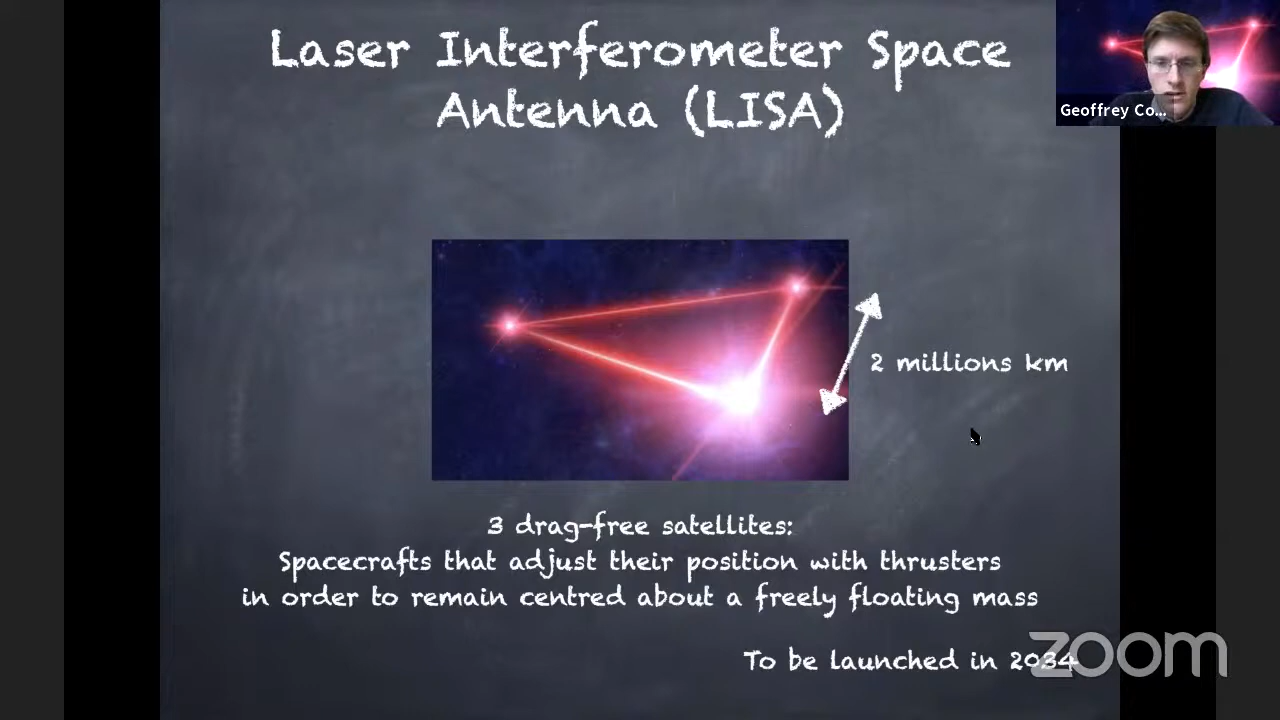 Laser Interferometer Space
Antenna (LISA)
Geoffrey Co...
2 millions km
3 drag-free satellites:
Spacecrafts that adjust their position with thrusters
in order to remain centred about a freely floating mass
To be launched in 2034
zoom